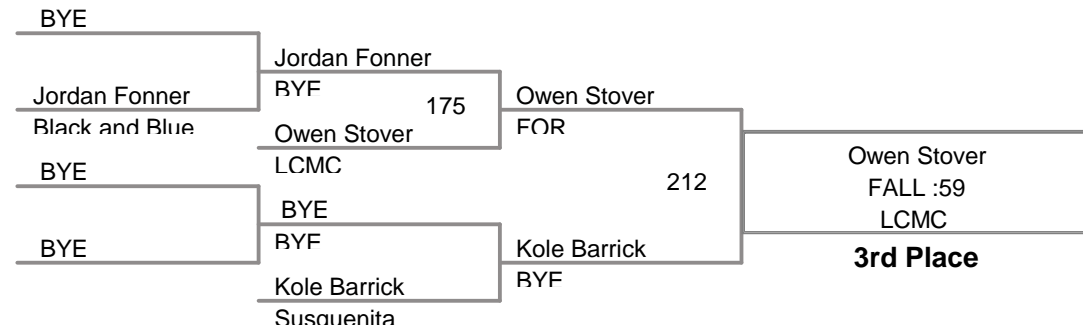 BYE
Jordan Fonner
Jordan Fonner
BYE
175
Owen Stover
Black and Blue
Owen Stover
FOR
BYE
LCMC
Owen Stover
212
FALL :59
BYE
LCMC
BYE
BYE
Kole Barrick
3rd Place
BYE
Kole Barrick
Susquenita